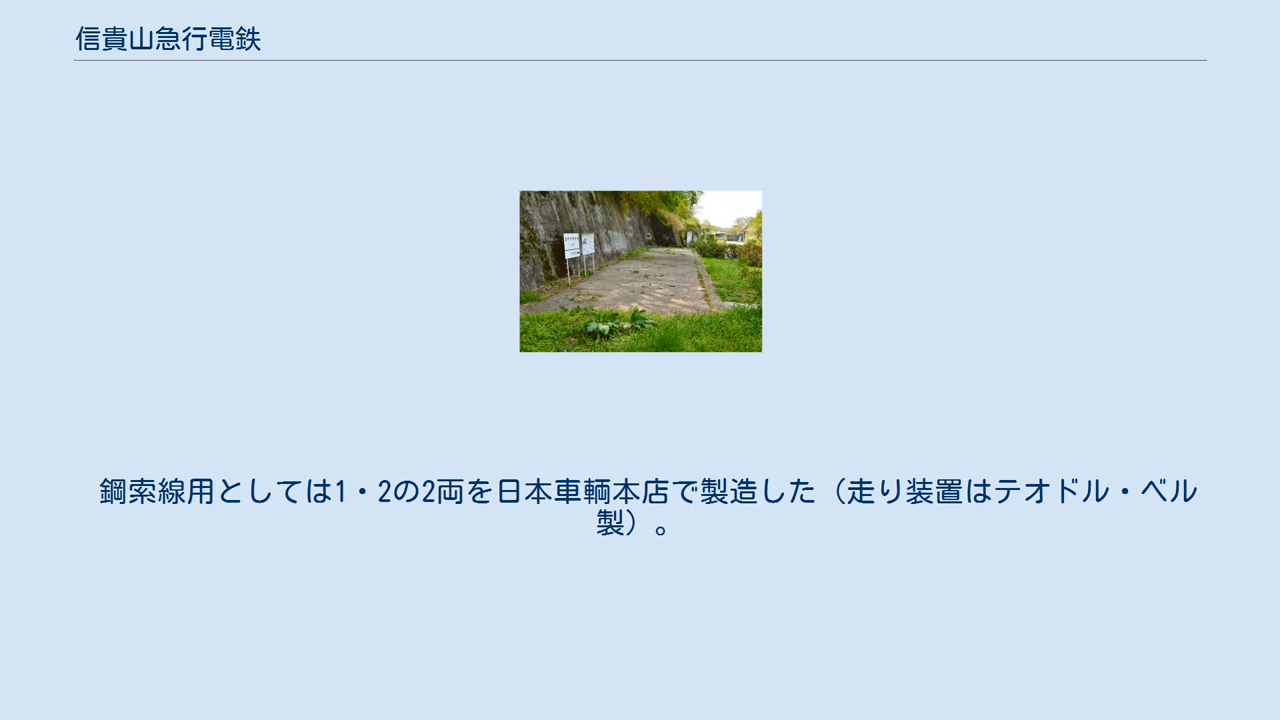 信貴山急行電鉄
鋼索線用としては1・2の2両を日本車輌本店で製造した（走り装置はテオドル・ベル
製）。